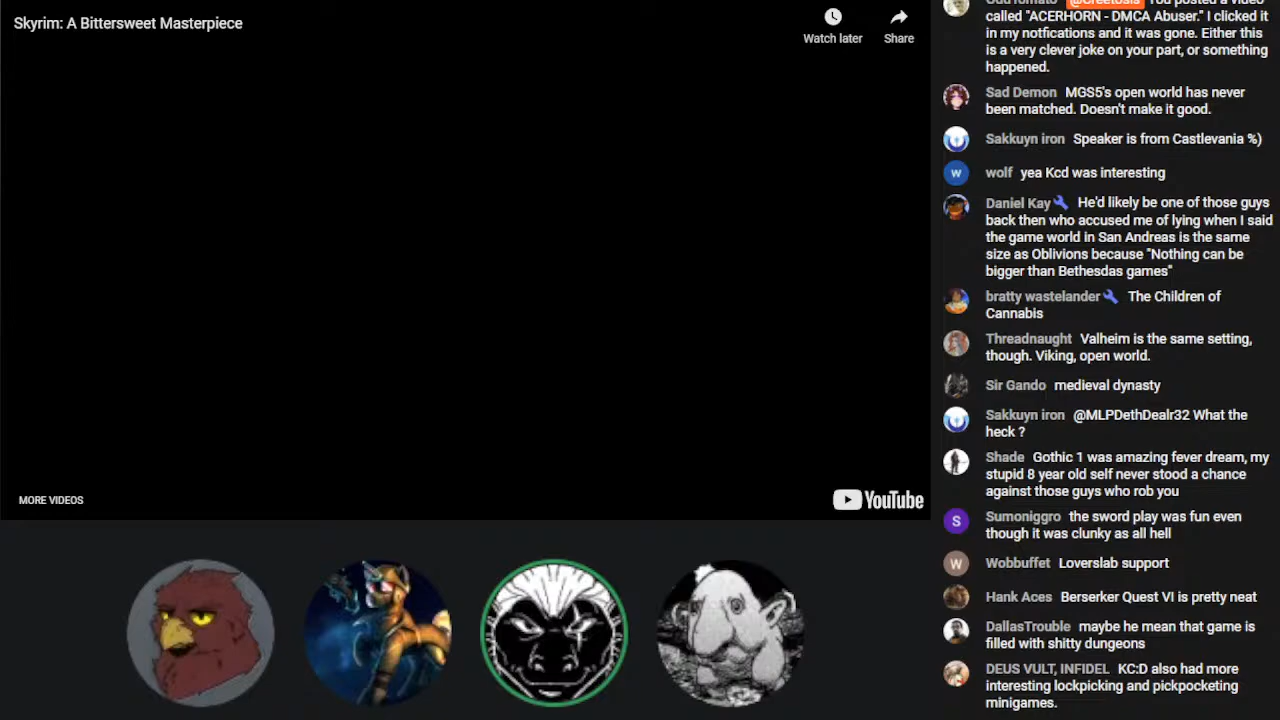 Skyrim: A Bittersweet Masterpiece
Watch later
Share
MORE VIDEOS
YouTube
called "ACERHORN - DMCA Abuser." I clicked it
in my notfications and it was gone. Either this
is a very clever joke on your part, or something
happened.
Sad Demon MGS5's open world has never
been matched. Doesn't make it good.
Sakkuyn iron Speaker is from Castlevania %)
w
wolf yea Kcd was interesting
Daniel Kay He'd likely be one of those guys
back then who accused me of lying when I said
the game world in San Andreas is the same
size as Oblivions because "Nothing can be
bigger than Bethesdas games"
bratty wastelander The Children of
Cannabis
Threadnaught Valheim is the same setting,
though. Viking, open world.
Sir Gando medieval dynasty
Sakkuyn iron @MLPDethDealr32 What the
heck ?
Shade Gothic 1 was amazing fever dream, my
stupid 8 year old self never stood a chance
against those guys who rob you
S
Sumoniggro the sword play was fun even
though it was clunky as all hell
W
Wobbuffet Loverslab support
Hank Aces Berserker Quest VI is pretty neat
DallasTrouble maybe he mean that game is
filled with shitty dungeons
DEUS VULT, INFIDEL KC:D also had more
interesting lockpicking and pickpocketing
minigames.